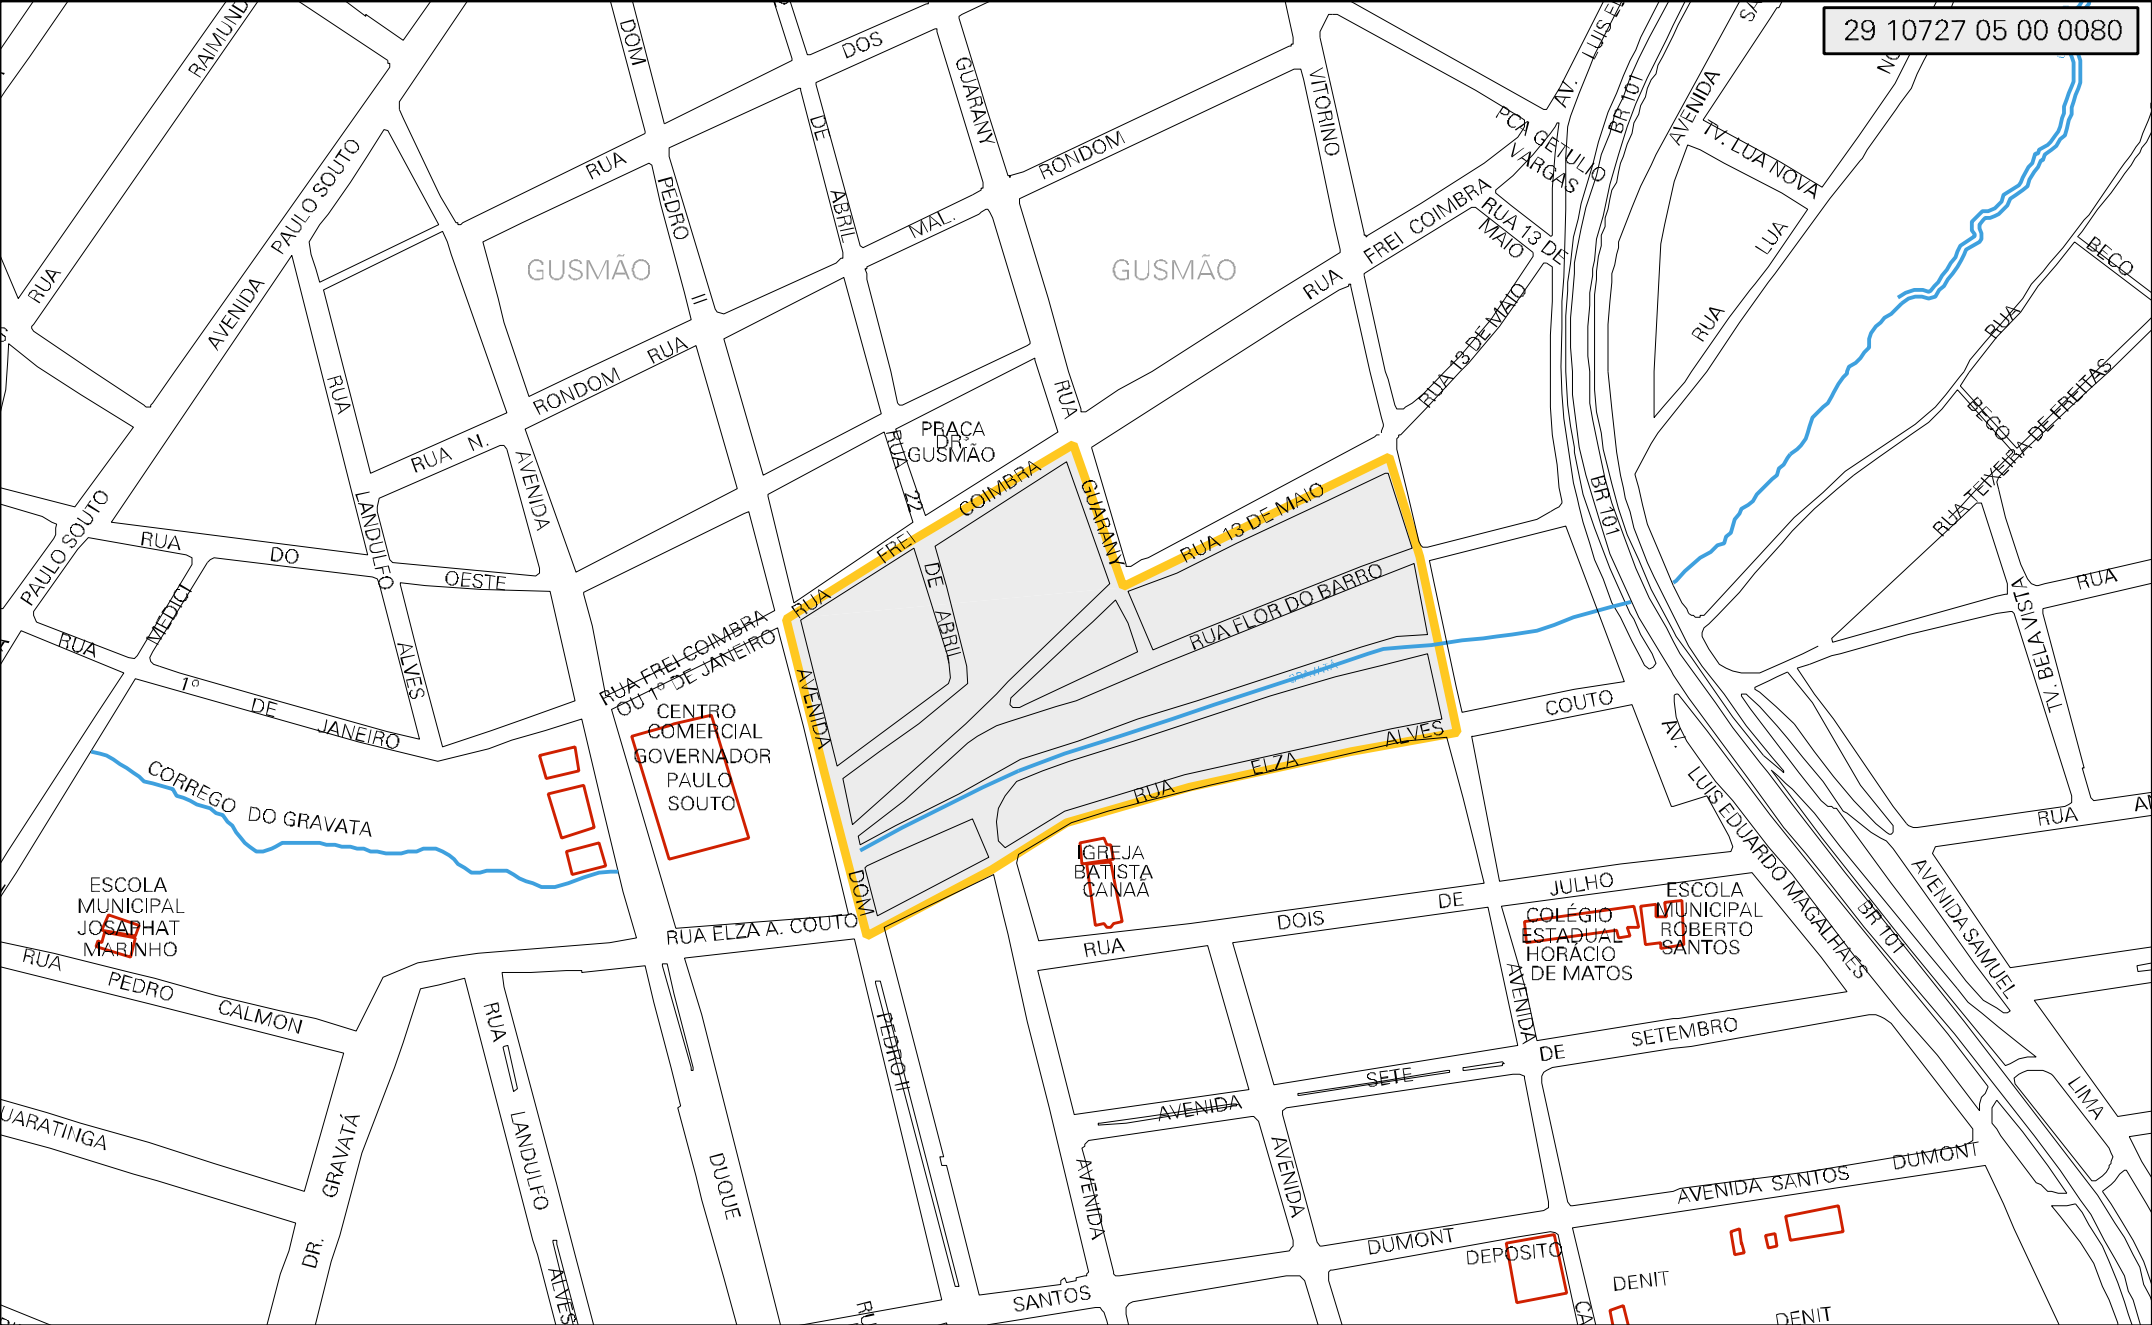 29 10727 05 00 0080
RAIMUND
DOM
DOS
GUARANY
AV.
LUIS
BR 101
AVENIDA
VITORINO
PCA GETULIO
VARGAS
TV. LUA NOVA
AVENIDA
PAULO SOUTO
RUA
PEDRO
II
DE
ABRIL
MAL.
RONDOM
FREI COIMBRA
RUA 13 DE
MAIO
LUA
RUA
BECO
RUA
GUSMÃO
GUSMÃO
RUA
RUA
RUA 13 DE MAIO
RUA
RONDOM
RUA
RUA N.
AVENIDA
RUA
PRAÇA
DR.
GUSMÃO
RUA
22
BECO
RUA TEIXEIRA DE FREITAS
BR 101
PAULO SOUTO
RUA
DO
OESTE
LANDULFO
ALVES
MEDICI
RUA
1º
DE
JANEIRO
COIMBRA
FREI
RUA
GUARANY
RUA 13 DE MAIO
RUA FLOR DO BARRO
DE
ABRIL
GRAVATÁ
RUA
TV. BELA VISTA
RUA FREI COIMBRA
OU 1º DE JANEIRO
AVENIDA
DOM
CENTRO
COMERCIAL
GOVERNADOR
PAULO
SOUTO
CORREGO
DO GRAVATA
RUA
ELZA
ALVES
COUTO
AV.
LUIS EDUARDO MAGALHAES
RUA
ESCOLA
MUNICIPAL
JOSAPHAT
MARINHO
IGREJA
BATISTA
CANAÃ
RUA ELZA A. COUTO
RUA
DOIS
DE
JULHO
COLÉGIO
ESTADUAL
HORÁCIO
DE MATOS
ESCOLA
MUNICIPAL
ROBERTO
SANTOS
BR 101
AVENIDA SAMUEL
LIMA
RUA
PEDRO
CALMON
RUA
LANDULFO
ALVES
PEDRO II
AVENIDA
AVENIDA
SETE
DE
SETEMBRO
UARATINGA
DR.
GRAVATÁ
DUQUE
AVENIDA
AVENIDA
AVENIDA SANTOS
DUMONT
DUMONT
SANTOS
DEPOSITO
DENIT
DENIT